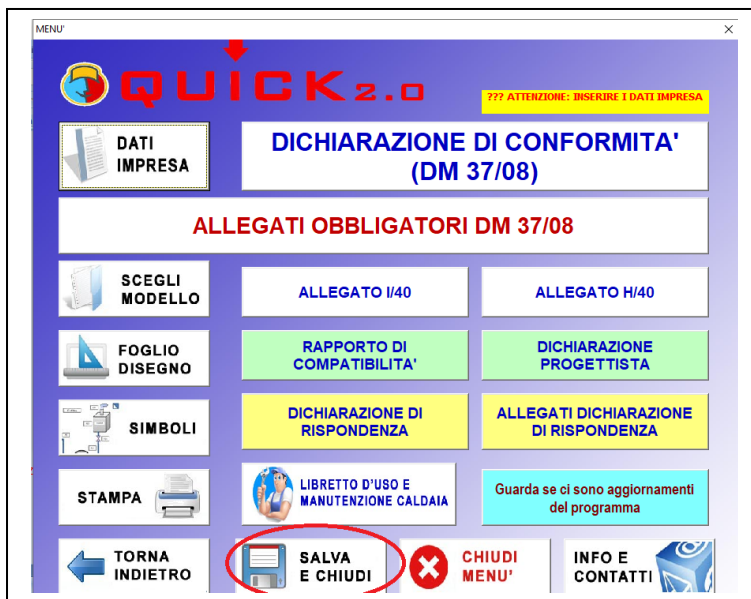 MENU'
QUICK 2.0
??? ATTENZIONE: INSERIRE I DATI IMPRESA
DATI
IMPRESA
DICHIARAZIONE DI CONFORMITA'
(DM 37/08)
ALLEGATI OBBLIGATORI DM 37/08
SCEGLI
MODELLO
ALLEGATO I/40
ALLEGATO H/40
FOGLIO
DISEGNO
RAPPORTO DI
COMPATIBILITA'
DICHIARAZIONE
PROGETTISTA
SIMBOLI
DICHIARAZIONE DI
RISPONDENZA
ALLEGATI DICHIARAZIONE
DI RISPONDENZA
STAMPA
LIBRETTO D'USO E
MANUTENZIONE CALDAIA
Guarda se ci sono aggiornamenti
del programma
TORNA
INDIETRO
SALVA
E CHIUDI
CHIUDI
MENU'
INFO E
CONTATTI